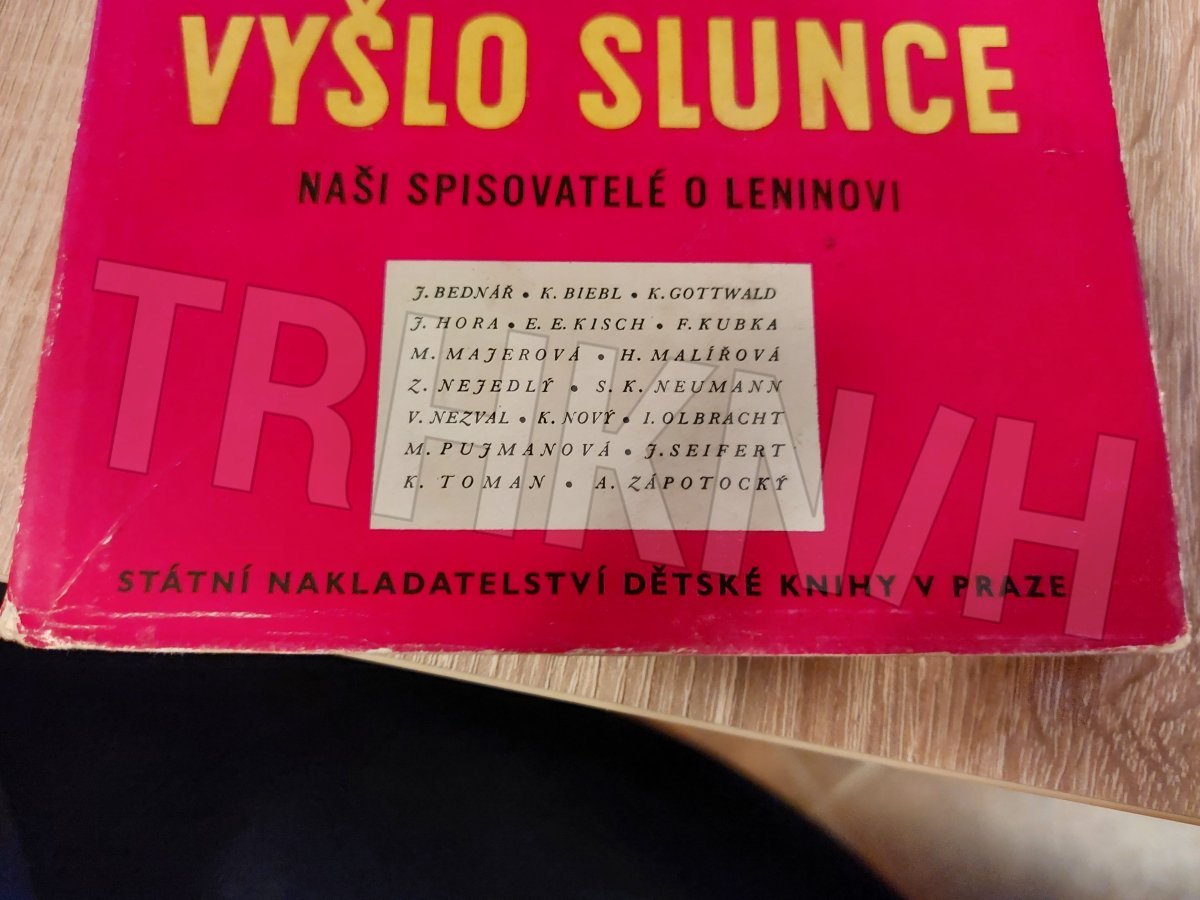 VYŠLO SLUNCE
NAŠI SPISOVATELÉ O LENINOVI
J. BEDNÁŘ • K. BIEBL • K. GOTTWALD
J. HORA • E. E. KISCH • F. KUBKA
M. MAJEROVÁ • H. MALÍŘOVÁ
Z. NEJEDLÝ • S. K. NEUMANN
V. NEZVAL • K. NOVÝ • I. OLBRACHT
M. PUJMANOVÁ • J. SEIFERT
K. TOMAN • A. ZÁPOTOCKÝ
STÁTNÍ NAKLADATELSTVÍ DĚTSKÉ KNIHY V PRAZE
TRHKN/H